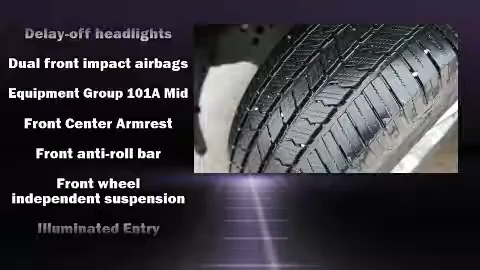 Delay-off headlights
Dual front impact airbags
Equipment Group 101A Mid
Front Center Armrest
Front anti-roll bar
Front wheel
independent suspension
Illuminated Entry